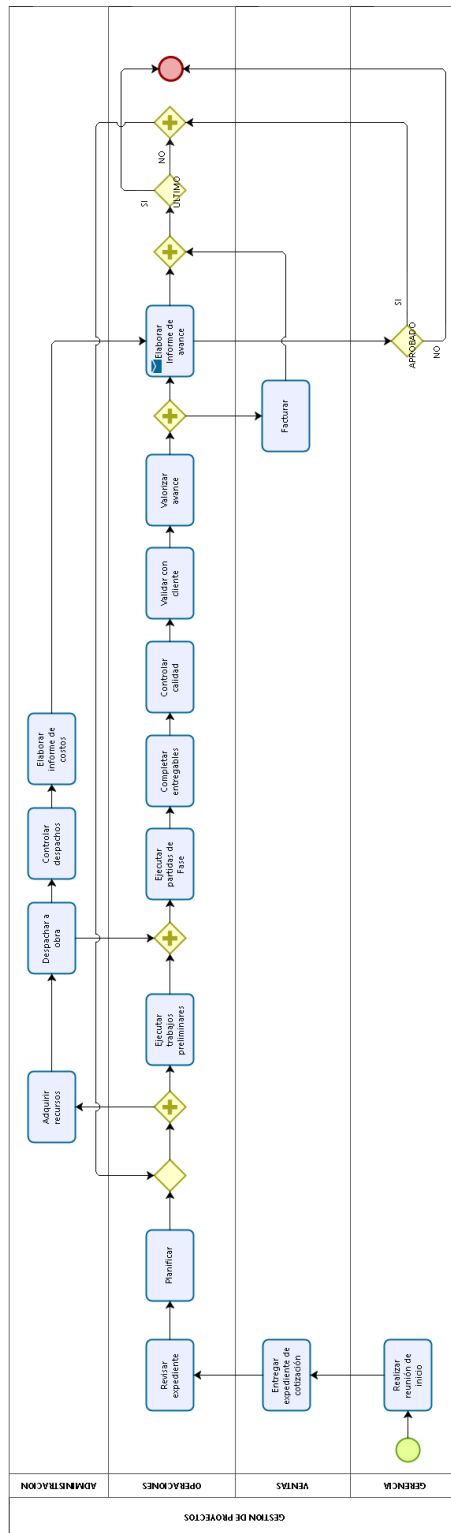 GESTION DE PROYECTOS
ADMINISTRACION
Adquirir
recursos
Despachar a
obra
Controlar
despachos
Elaborar
informe de
costos
OPERACIONES
Revisar
expediente
Planificar
Ejecutar
trabajos
preliminares
Ejecutar
partidas de
Fase
Completar
entregables
Controlar
calidad
Validar con
cliente
Valorizar
avance
Elaborar
Informe de
avance
SI
ULTIMO
NO
VENTAS
Entregar
expediente de
cotización
Facturar
GERENCIA
Realizar
reunión de
inicio
SI
APROBADO
NO